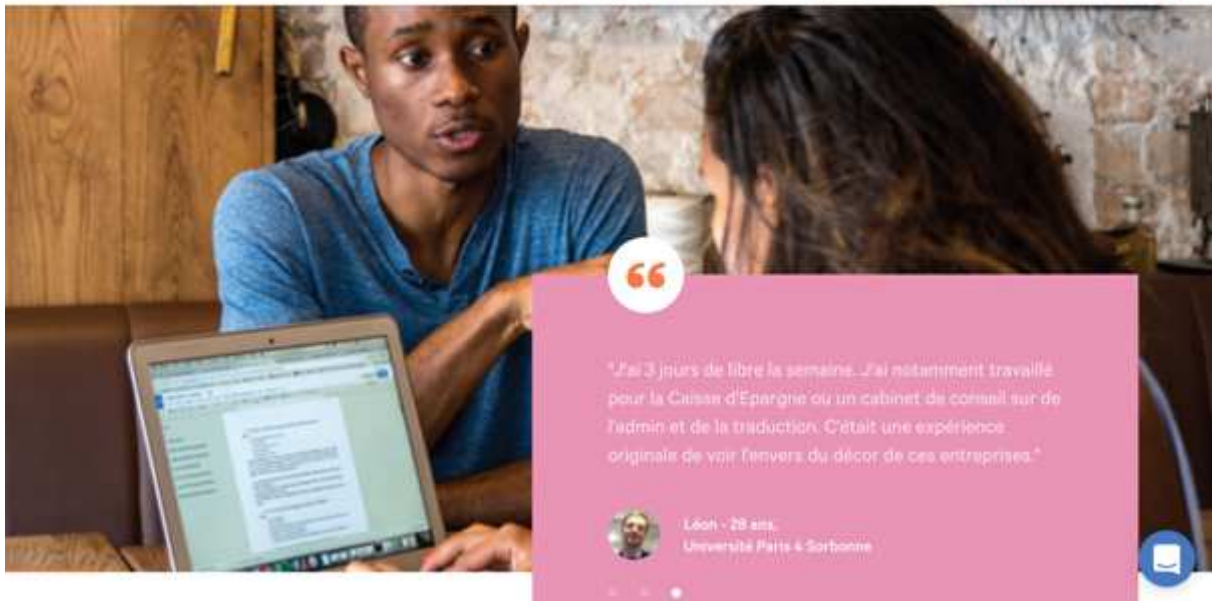 “
"J'ai 3 jours de libre la semaine. J'ai notamment travaillé
pour la Caisse d'Epargne ou un cabinet de conseil sur de
l'admin et de la traduction. C'était une expérience
originale de voir l'envers du décor de ces entreprises."
Léon - 28 ans,
Université Paris 4 Sorbonne